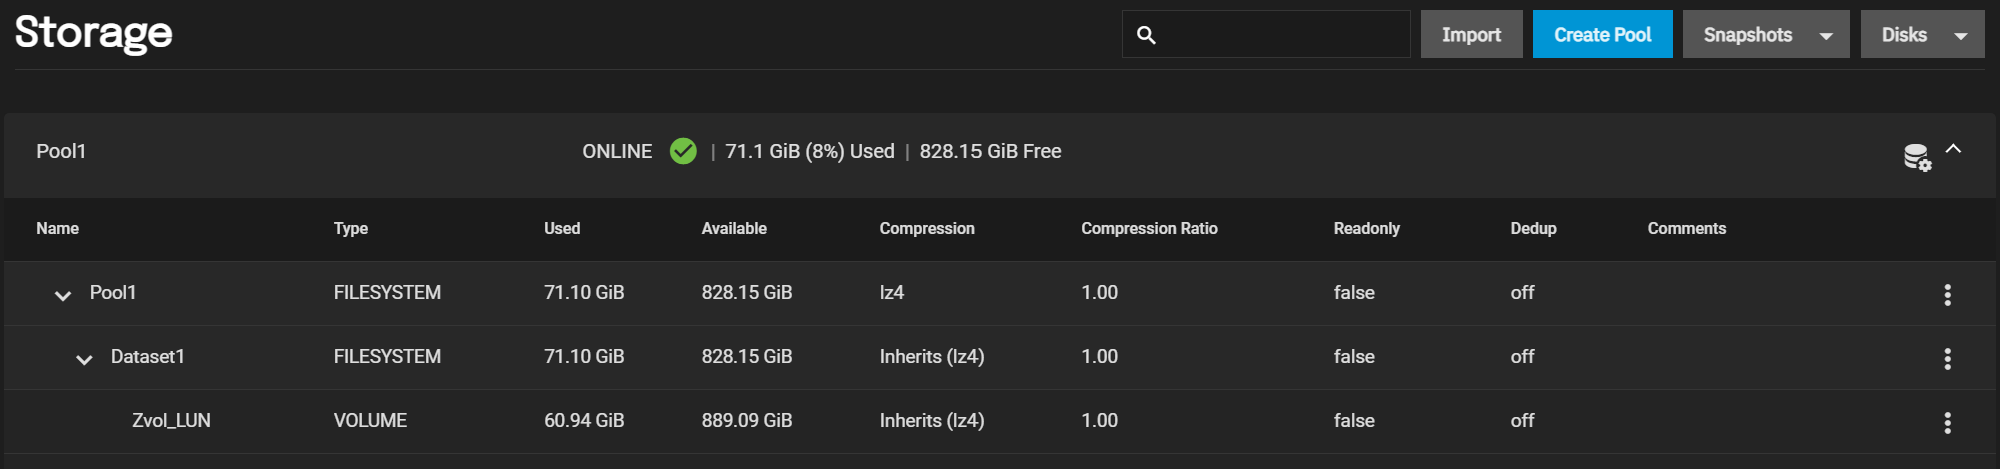 Storage
Import
Create Pool
Snapshots
Disks
Pool1
ONLINE | 71.1 GiB (8%) Used | 828.15 GiB Free
Name Type Used Available Compression Compression Ratio Readonly Dedup Comments
Pool1 FILESYSTEM 71.10 GiB 828.15 GiB lz4 1.00 false off
Dataset1 FILESYSTEM 71.10 GiB 828.15 GiB Inherits (lz4) 1.00 false off
Zvol_LUN VOLUME 60.94 GiB 889.09 GiB Inherits (lz4) 1.00 false off